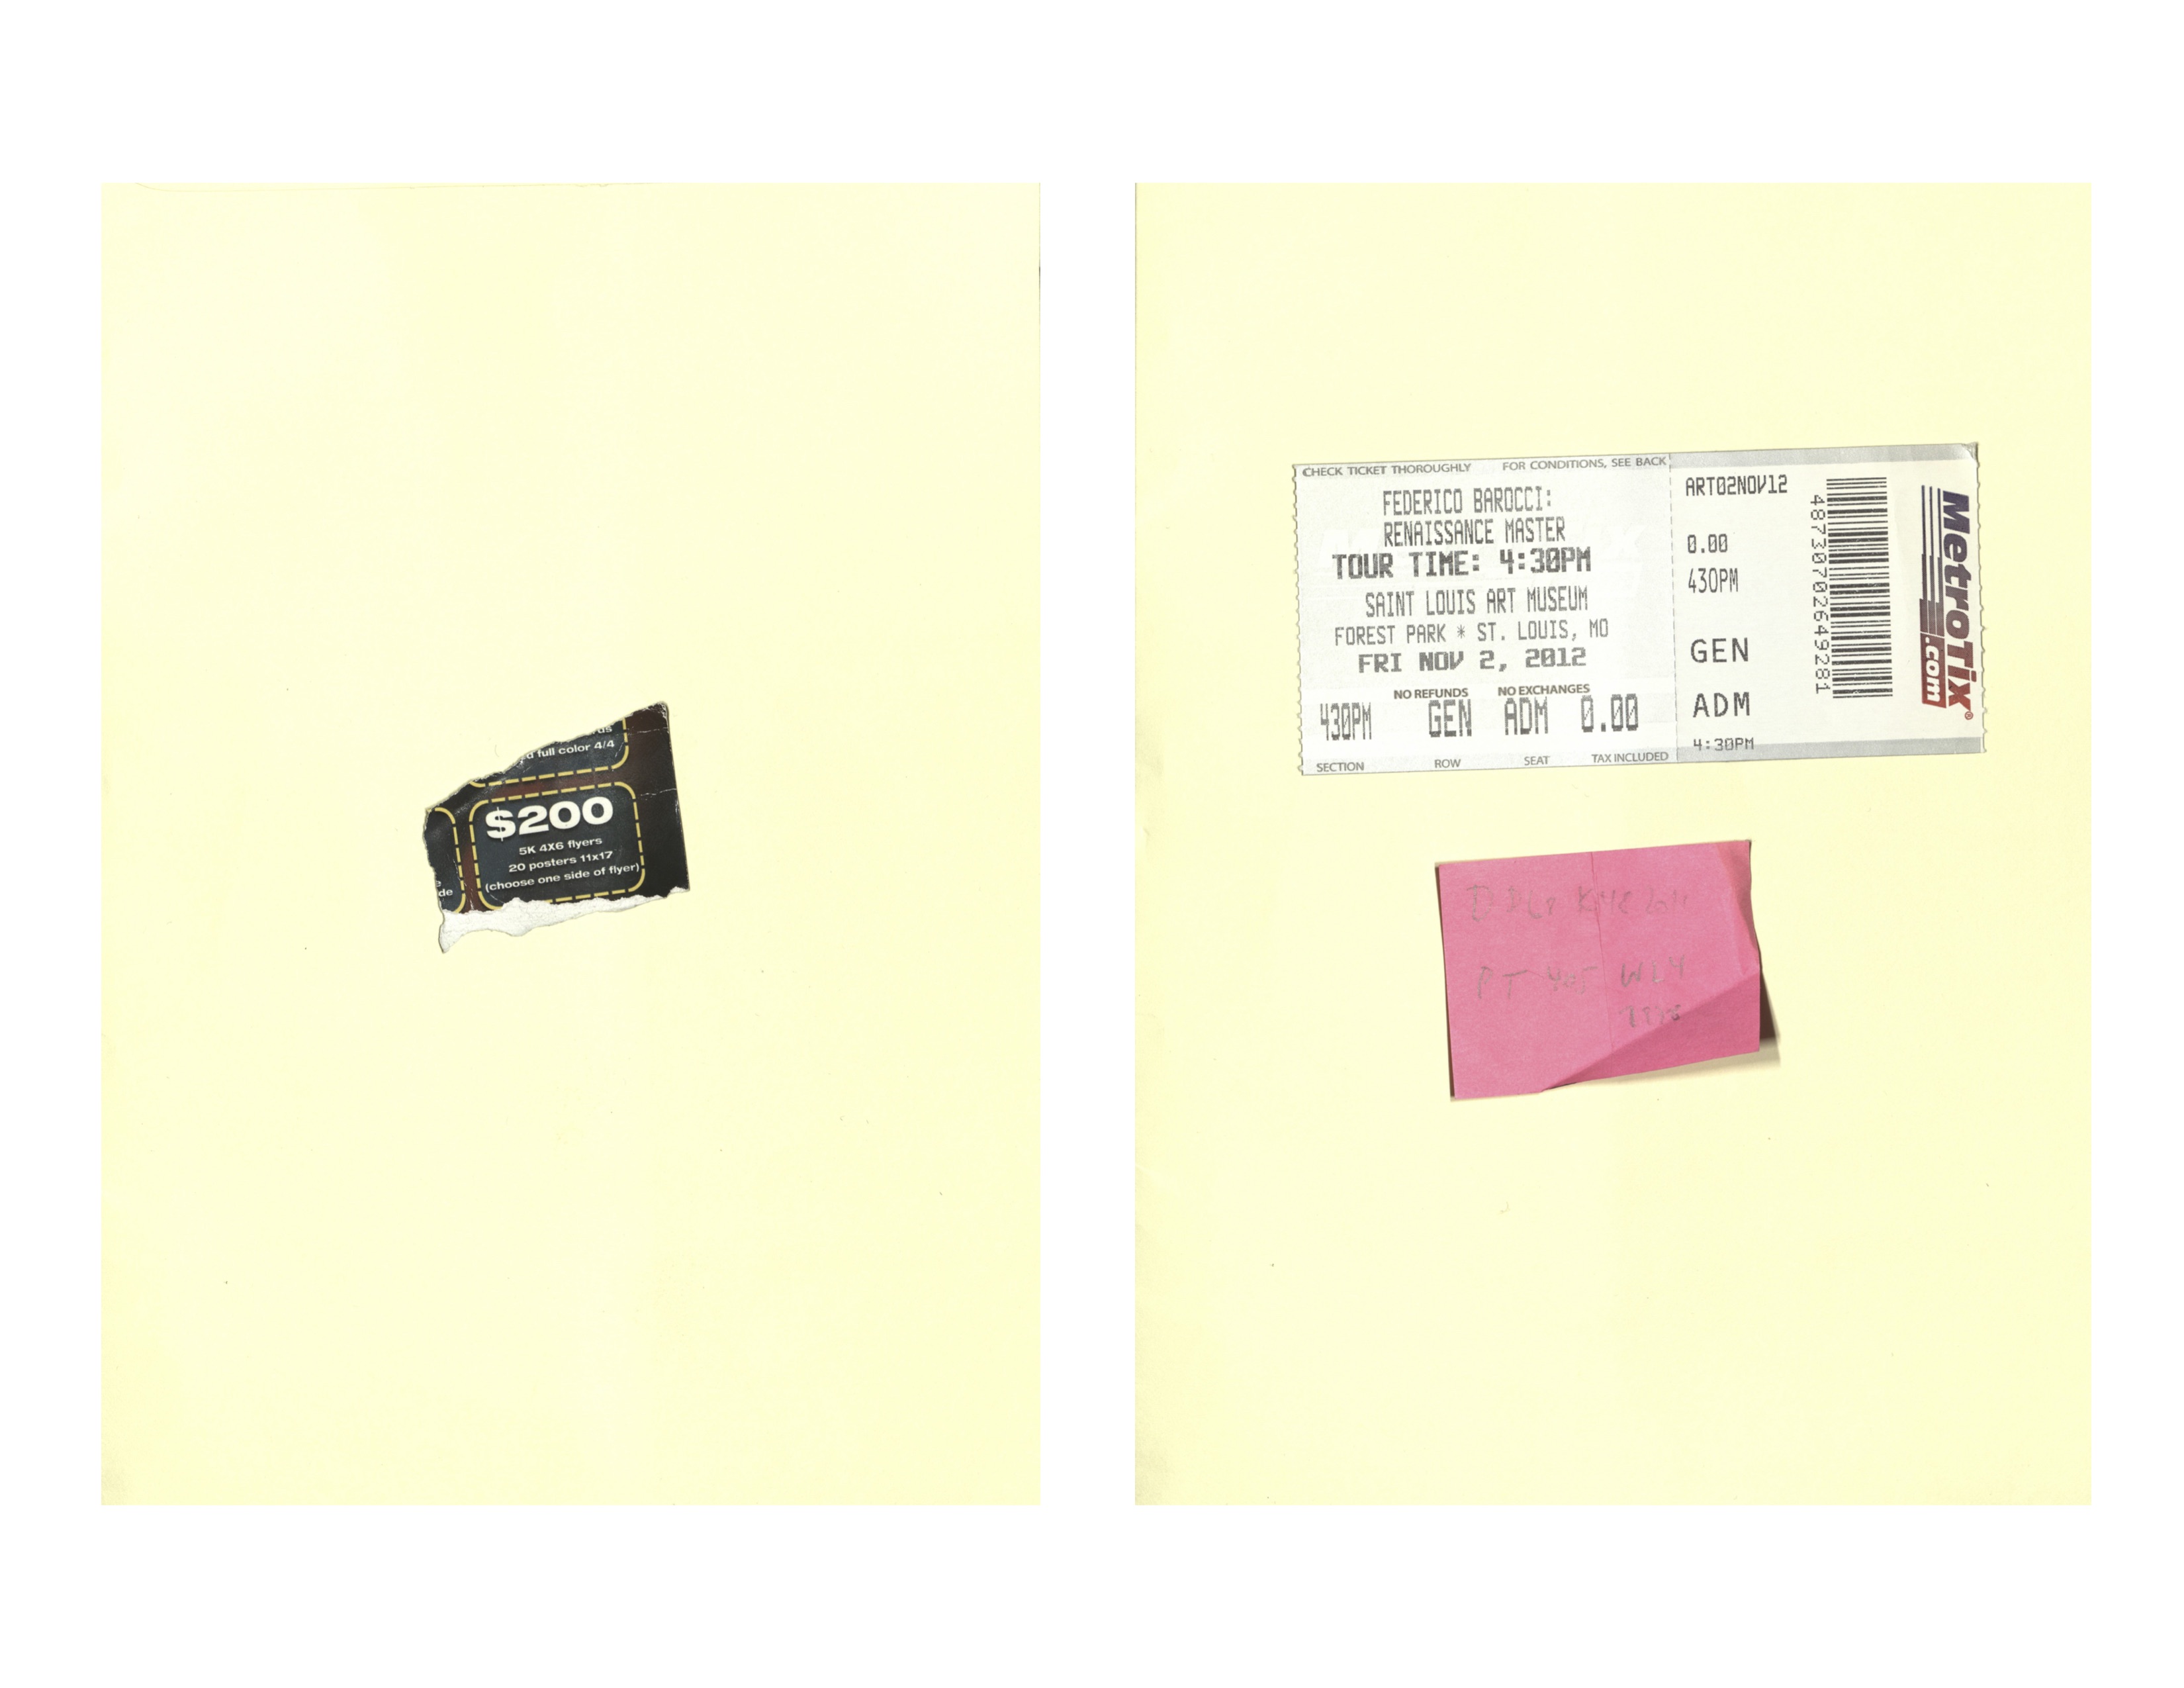 full color 4/4
$200
5K 4X6 flyers
20 posters 11x17
(choose one side of flyer)
de
CHECK TICKET THOROUGHLY FOR CONDITIONS, SEE BACK
FEDERICO BAROCCI:
RENAISSANCE MASTER
TOUR TIME: 4:30PM
SAINT LOUIS ART MUSEUM
FOREST PARK * ST. LOUIS, MO
FRI NOV 2, 2012
NO REFUNDS NO EXCHANGES
430PM GEN ADM 0.00
SECTION ROW SEAT TAX INCLUDED
ART02NOV12
0.00
430PM
GEN
ADM
4:30PM
48730702649281
MetroTix®
.com
PT